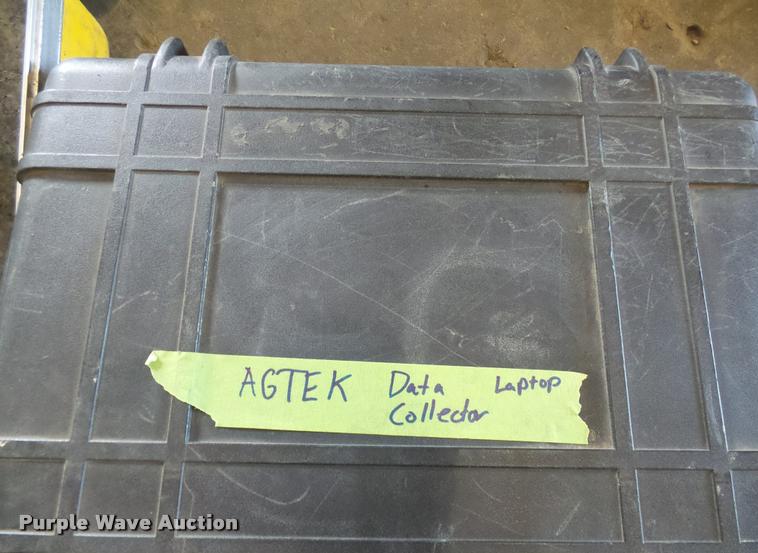 AGTEK Data Laptop
Collector
Purple Wave Auction